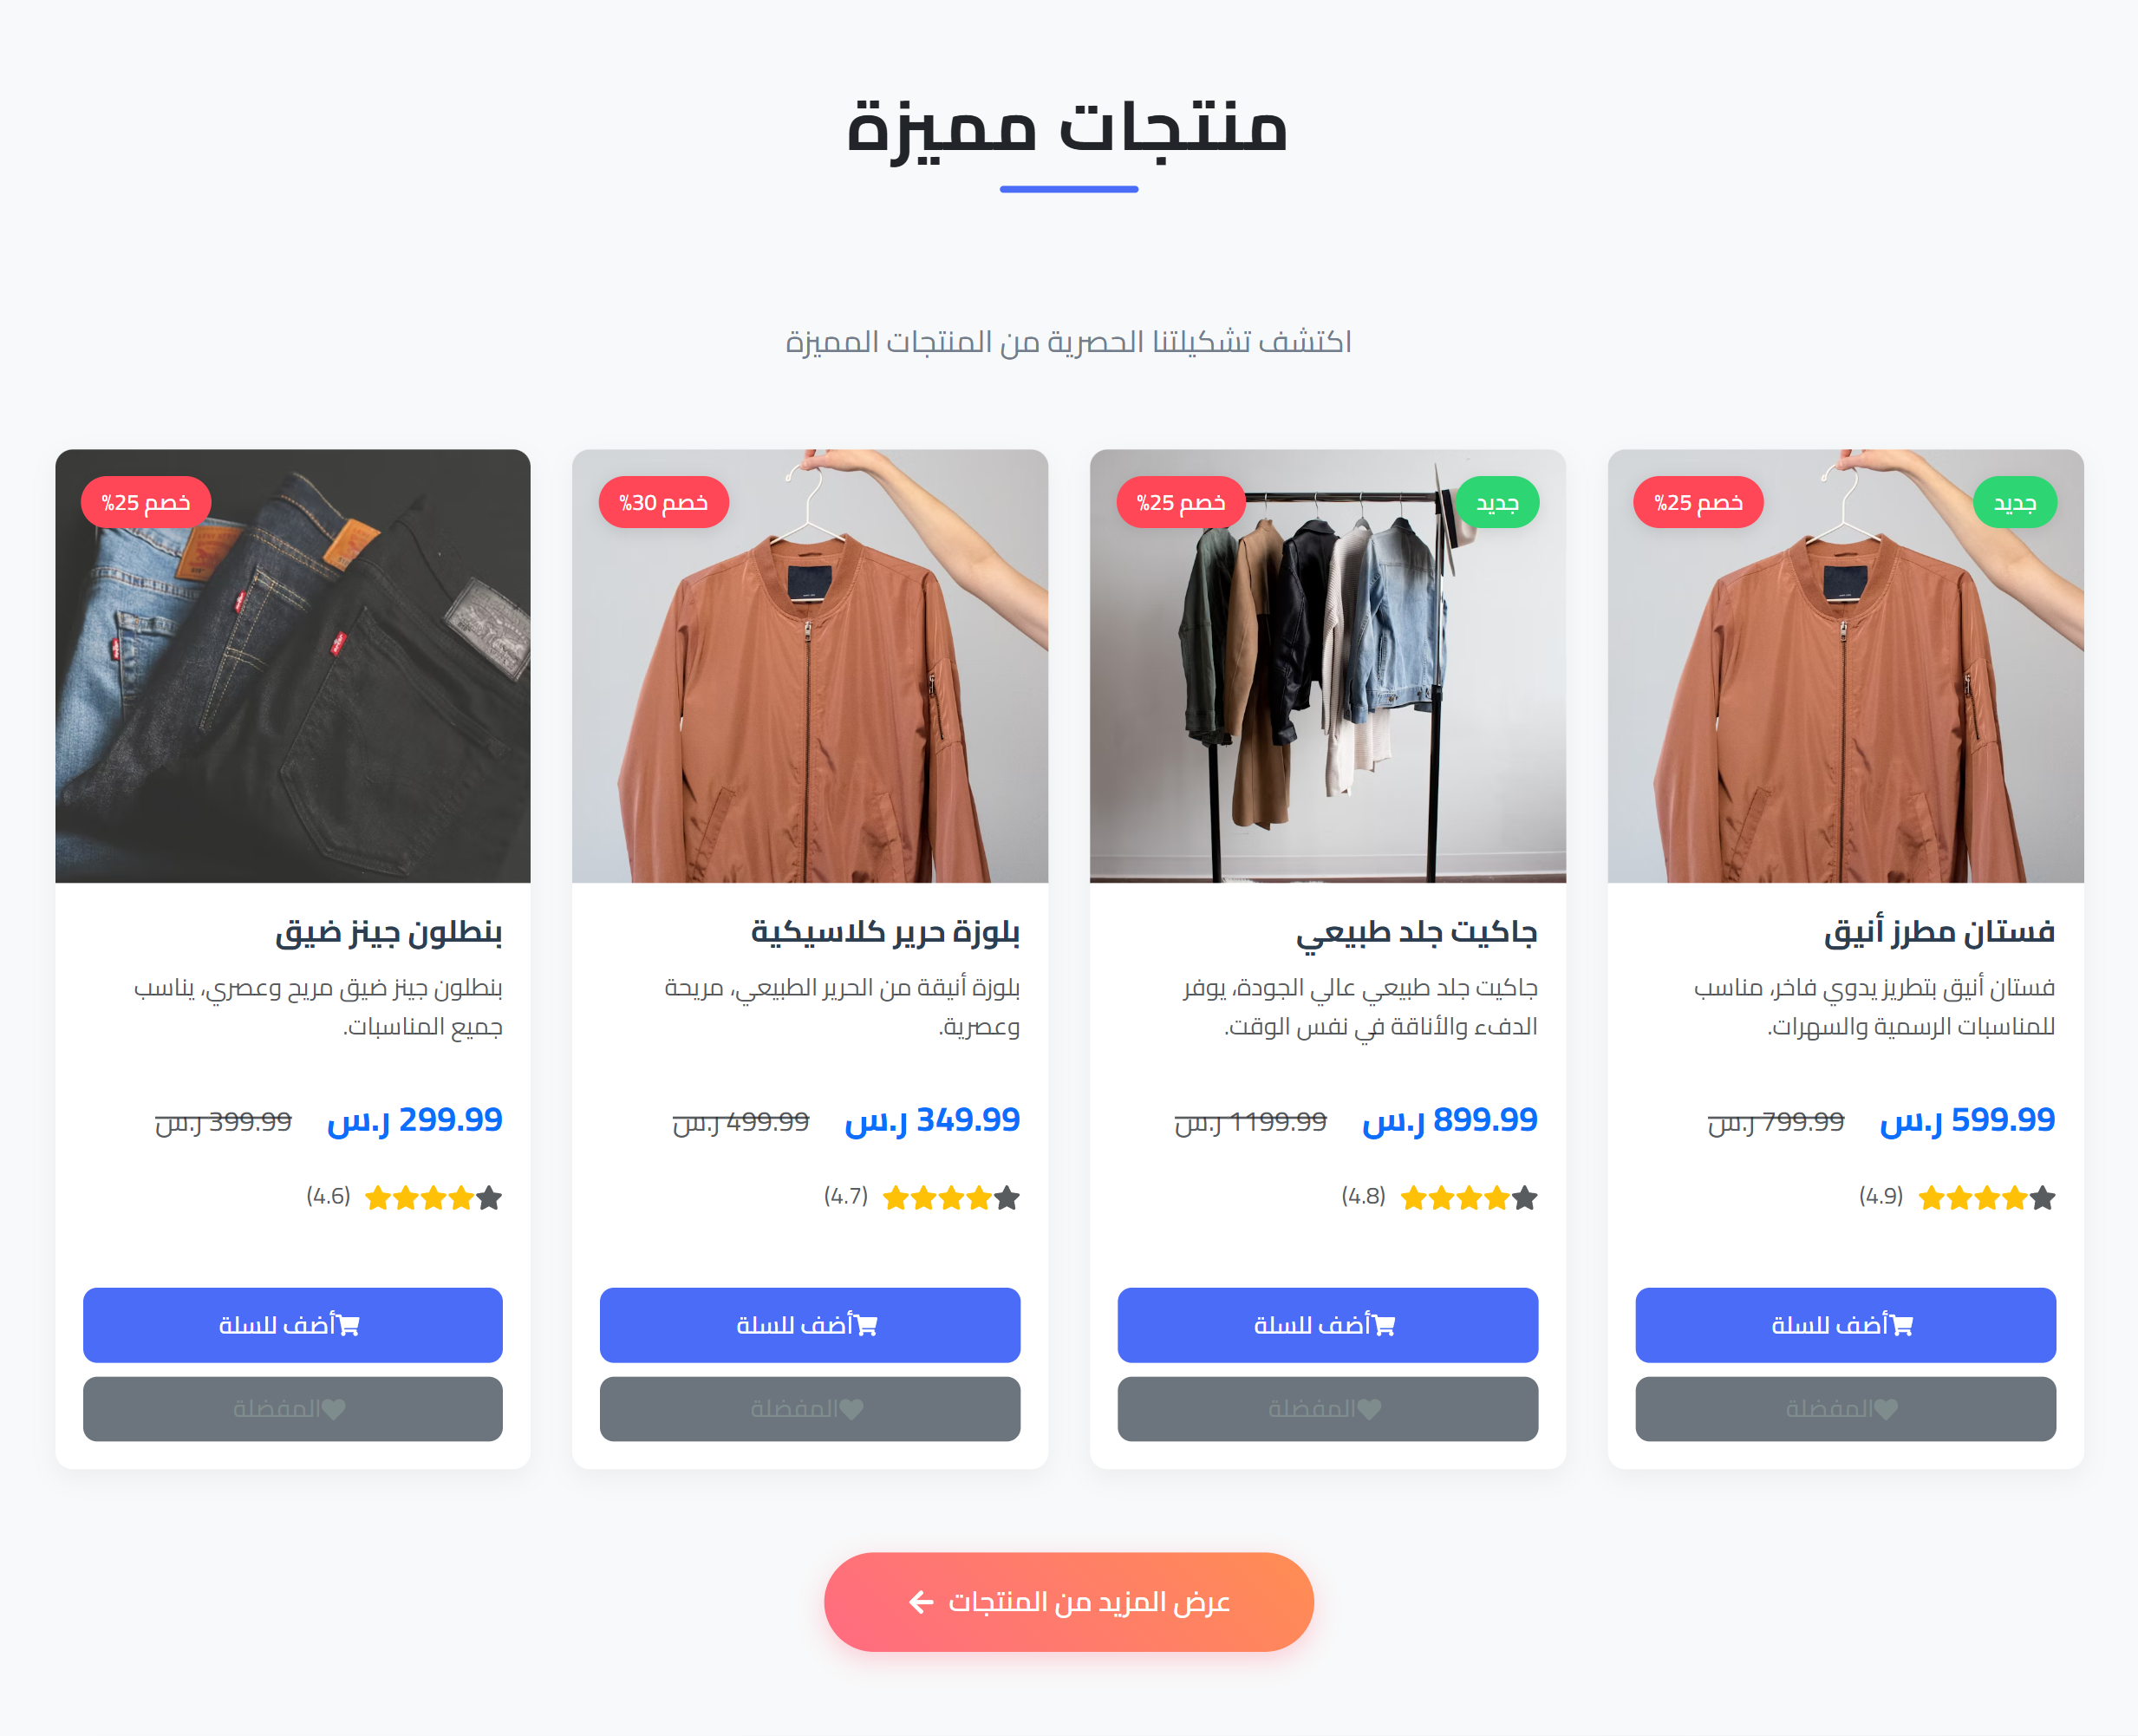 منتجات مميزة
اكتشف تشكيلتنا الحصرية من المنتجات المميزة
جديد
خصم 25%
فستان مطرز أنيق
فستان أنيق بتطريز يدوي فاخر، مناسب
للمناسبات الرسمية والسهرات.
599.99 ر.س 799.99 ر.س
(4.9)
أضف للسلة
المفضلة
جديد
خصم 25%
جاكيت جلد طبيعي
جاكيت جلد طبيعي عالي الجودة، يوفر
الدفء والأناقة في نفس الوقت.
899.99 ر.س 1199.99 ر.س
(4.8)
أضف للسلة
المفضلة
خصم 30%
بلوزة حرير كلاسيكية
بلوزة أنيقة من الحرير الطبيعي، مريحة
وعصرية.
349.99 ر.س 499.99 ر.س
(4.7)
أضف للسلة
المفضلة
خصم 25%
بنطلون جينز ضيق
بنطلون جينز ضيق مريح وعصري، يناسب
جميع المناسبات.
299.99 ر.س 399.99 ر.س
(4.6)
أضف للسلة
المفضلة
عرض المزيد من المنتجات